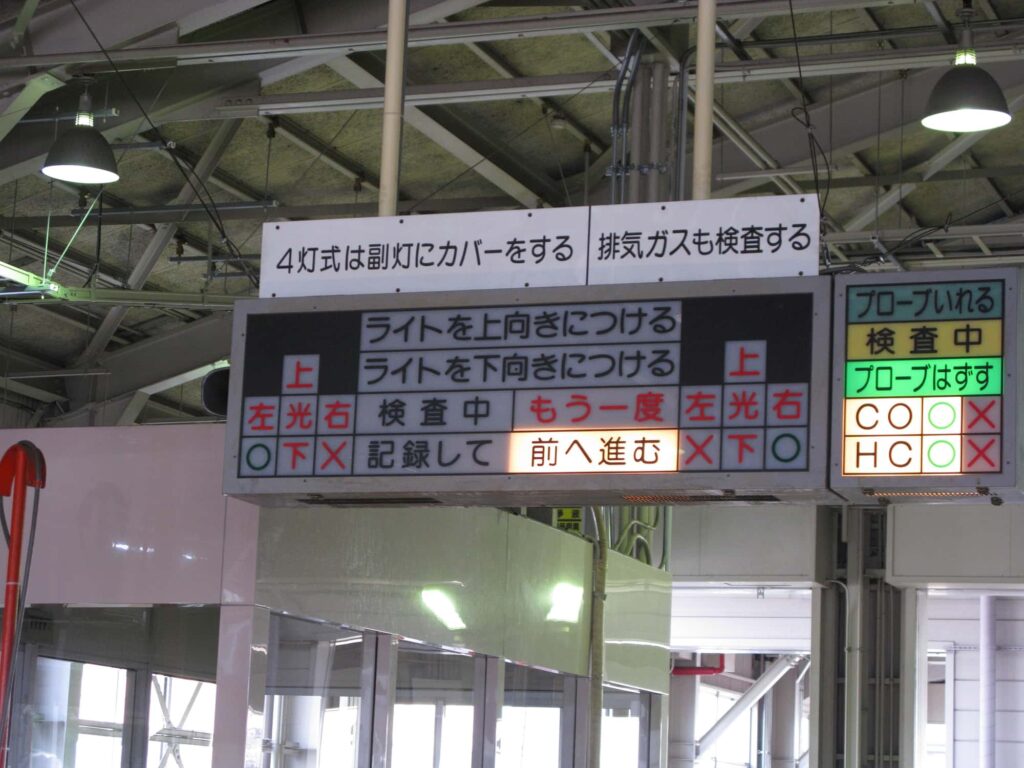 4灯式は副灯にカバーをする
排気ガスも検査する
ライトを上向きにつける
ライトを下向きにつける
上
左 光 右 検査中 もう一度
○ 下 × 記録して 前へ進む
上
左 光 右
× 下 ○
プローブいれる
検査中
プローブはずす
CO ○ ×
HC ○ ×